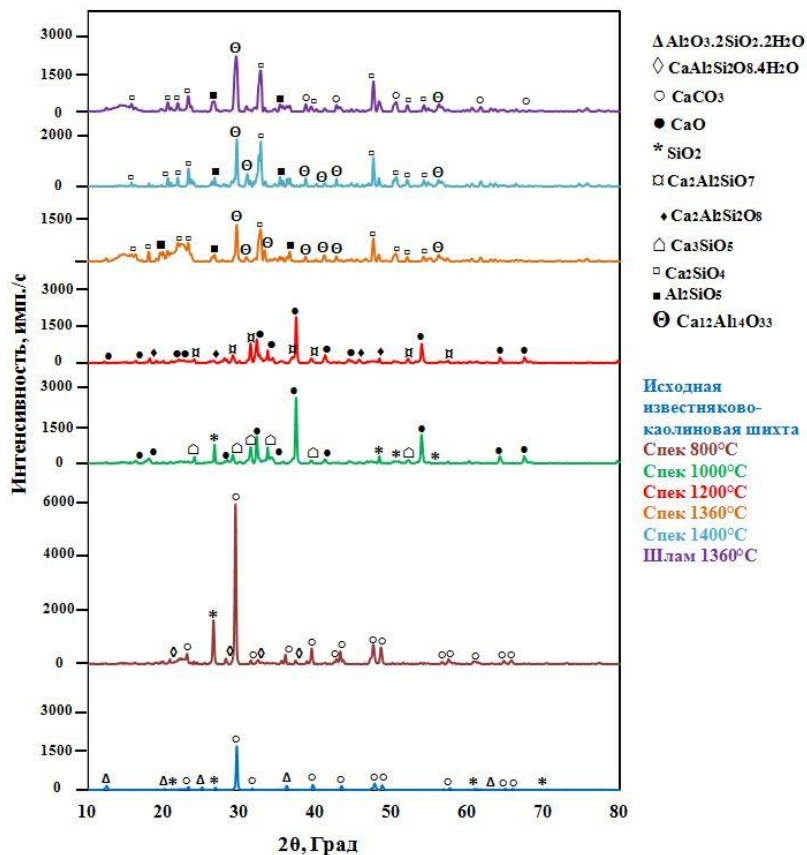 Интенсивность, имп./с
3000
1500
0
2000
0
1500
0
3000
1500
0
3000
1500
0
6000
4000
2000
0
3000
1500
0
10 20 30 40 50 60 70 80
2θ, Град
Δ Al2O3.2SiO2.2H2O
◊ CaAl2Si2O8.4H2O
○ CaCO3
● CaO
* SiO2
¤ Ca2Al2SiO7
♦ Ca2Al2Si2O8
⌂ Ca3SiO5
▫ Ca2SiO4
■ Al2SiO5
Θ Ca12Al14O33
Исходная
известняково-
каолиновая шихта
Спек 800°C
Спек 1000°C
Спек 1200°C
Спек 1360°C
Спек 1400°C
Шлам 1360°C